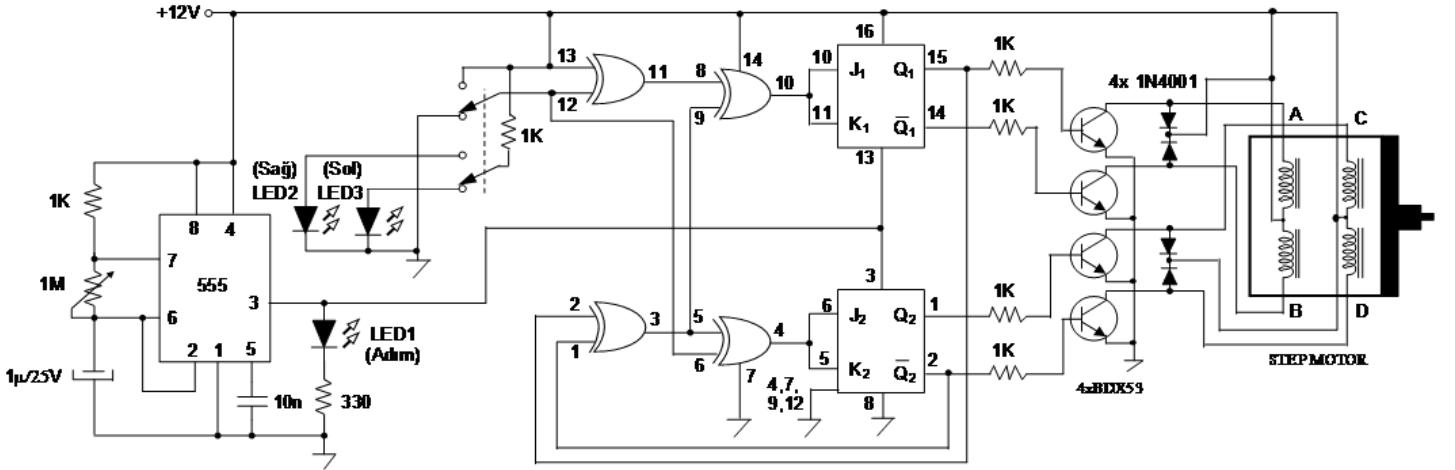 +12V
13
12
11
8
9
14
10
16
10
11
J₁
K₁
Q₁
Q̅₁
15
14
13
1K
1K
4x 1N4001
A
C
1K
(Sağ)
LED2
(Sol)
LED3
1K
8
4
7
1M
555
3
6
2
1
5
LED1
(Adım)
1µ/25V
10n
330
2
1
3
5
6
4
7
3
6
5
J₂
K₂
Q₂
Q̅₂
1
2
4,7,
9,12
8
1K
1K
B
D
STEP MOTOR
4xBDX53